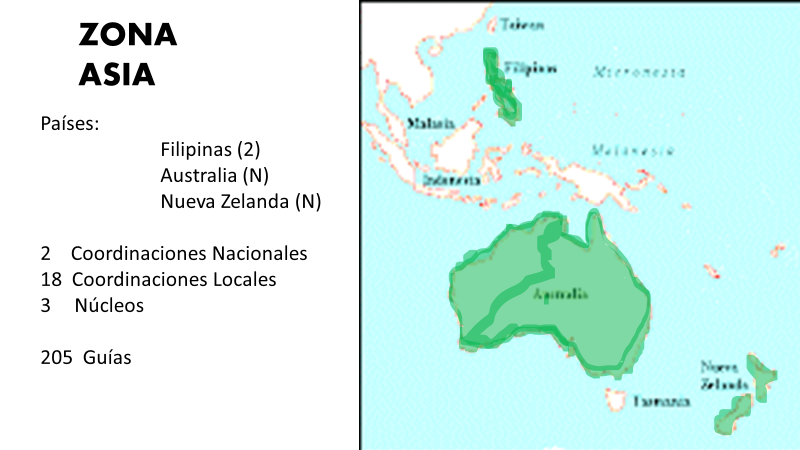 ZONA
ASIA
Países:
Filipinas (2)
Australia (N)
Nueva Zelanda (N)
2 Coordinaciones Nacionales
18 Coordinaciones Locales
3 Núcleos
205 Guías
Taiwan
Filipinas
Micronesia
Malasia
Melanesia
Indonesia
Australia
Nueva
Zelanda
Tasmania